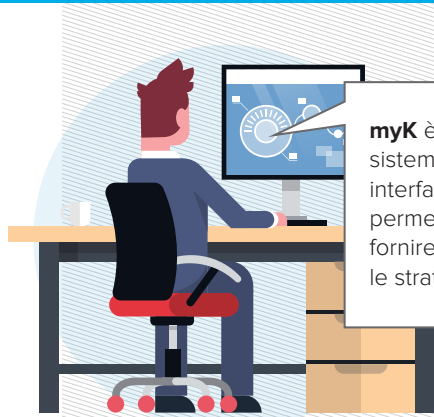 myK è
sistem
interfa
perme
fornire
le strat